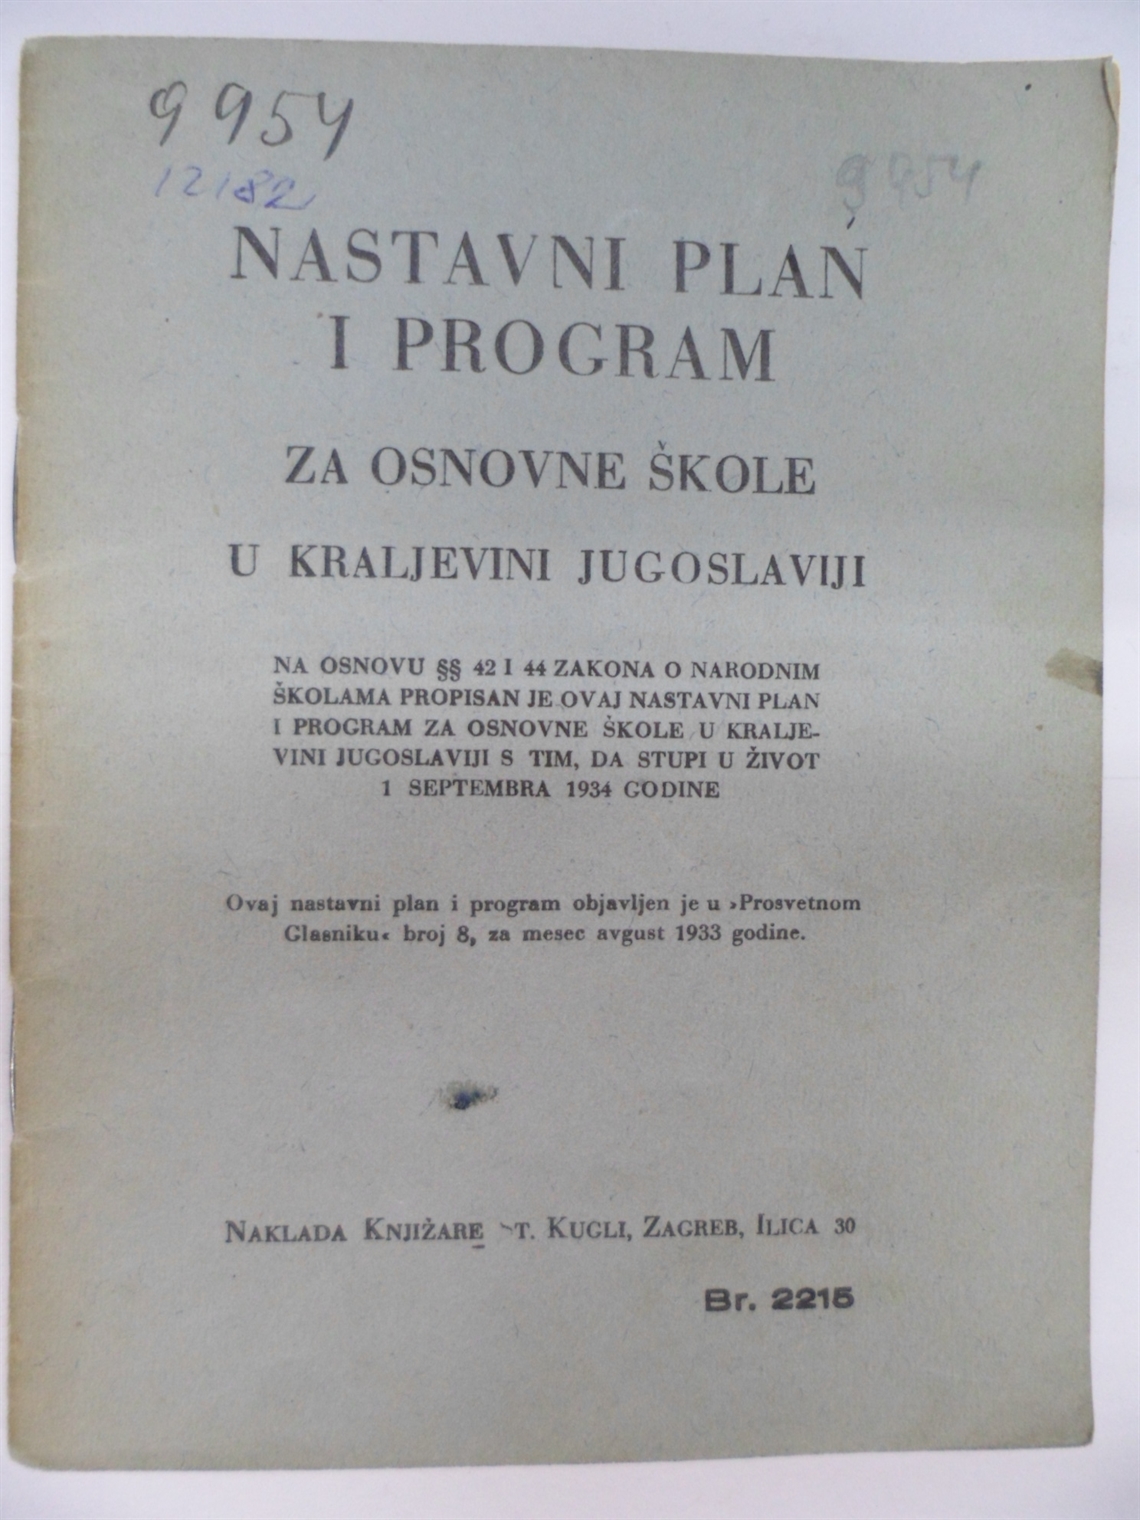 9 954
12182
9954
NASTAVNI PLAN
I PROGRAM
ZA OSNOVNE ŠKOLE
U KRALJEVINI JUGOSLAVIJI
NA OSNOVU §§ 42 I 44 ZAKONA O NARODNIM
ŠKOLAMA PROPISAN JE OVAJ NASTAVNI PLAN
I PROGRAM ZA OSNOVNE ŠKOLE U KRALJE-
VINI JUGOSLAVIJI S TIM, DA STUPI U ŽIVOT
1 SEPTEMBRA 1934 GODINE
Ovaj nastavni plan i program objavljen je u »Prosvetnom
Glasniku« broj 8, za mesec avgust 1933 godine.
NAKLADA KNJIŽARE ST. KUGLI, ZAGREB, ILICA 30
Br. 2215